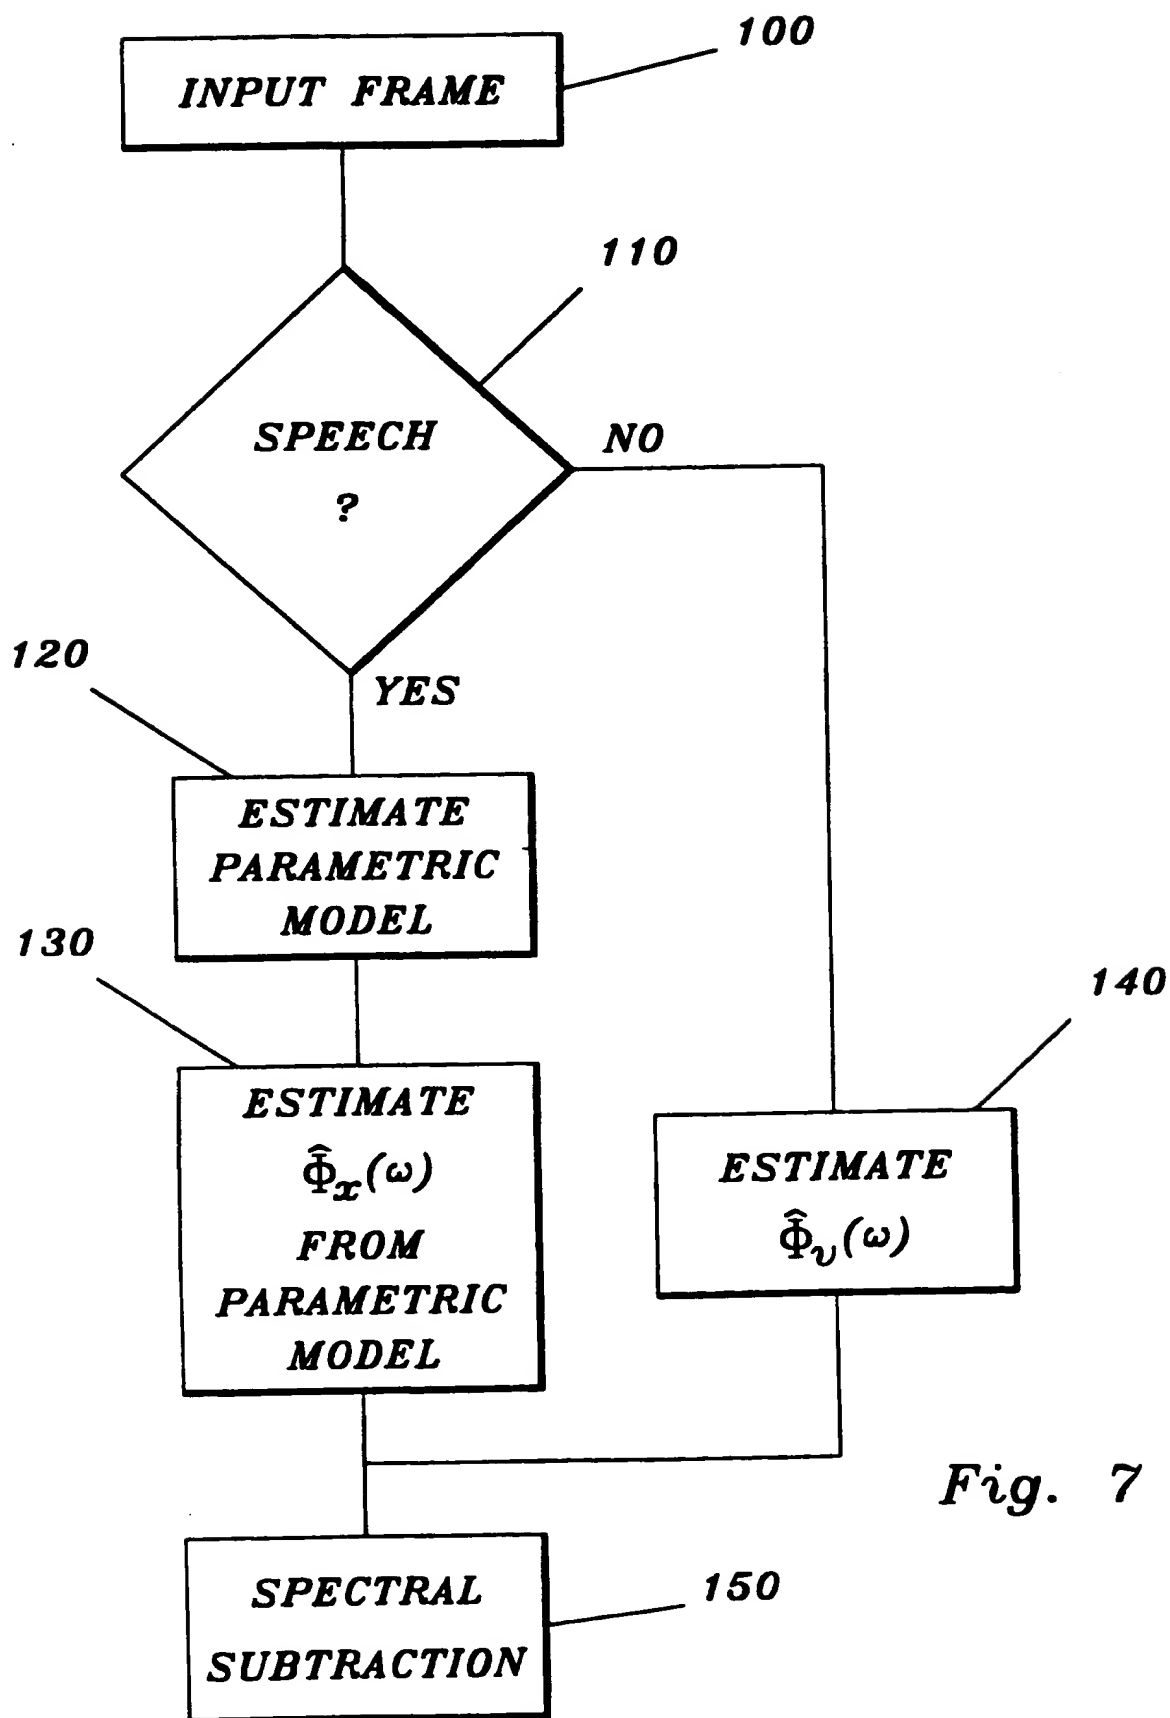 100
INPUT FRAME
110
SPEECH
?
NO
YES
120
ESTIMATE
PARAMETRIC
MODEL
130
ESTIMATE
Φ̂x(ω)
FROM
PARAMETRIC
MODEL
140
ESTIMATE
Φ̂v(ω)
Fig. 7
SPECTRAL
SUBTRACTION
150